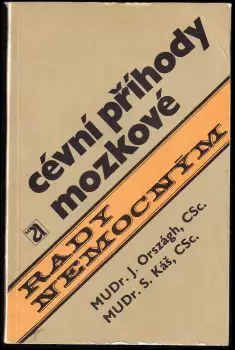 cévní příhody
mozkové
RADY
NEMOCNÝM
MUDr. J. Országh, CSc.
MUDr. S. Káš, CSc.